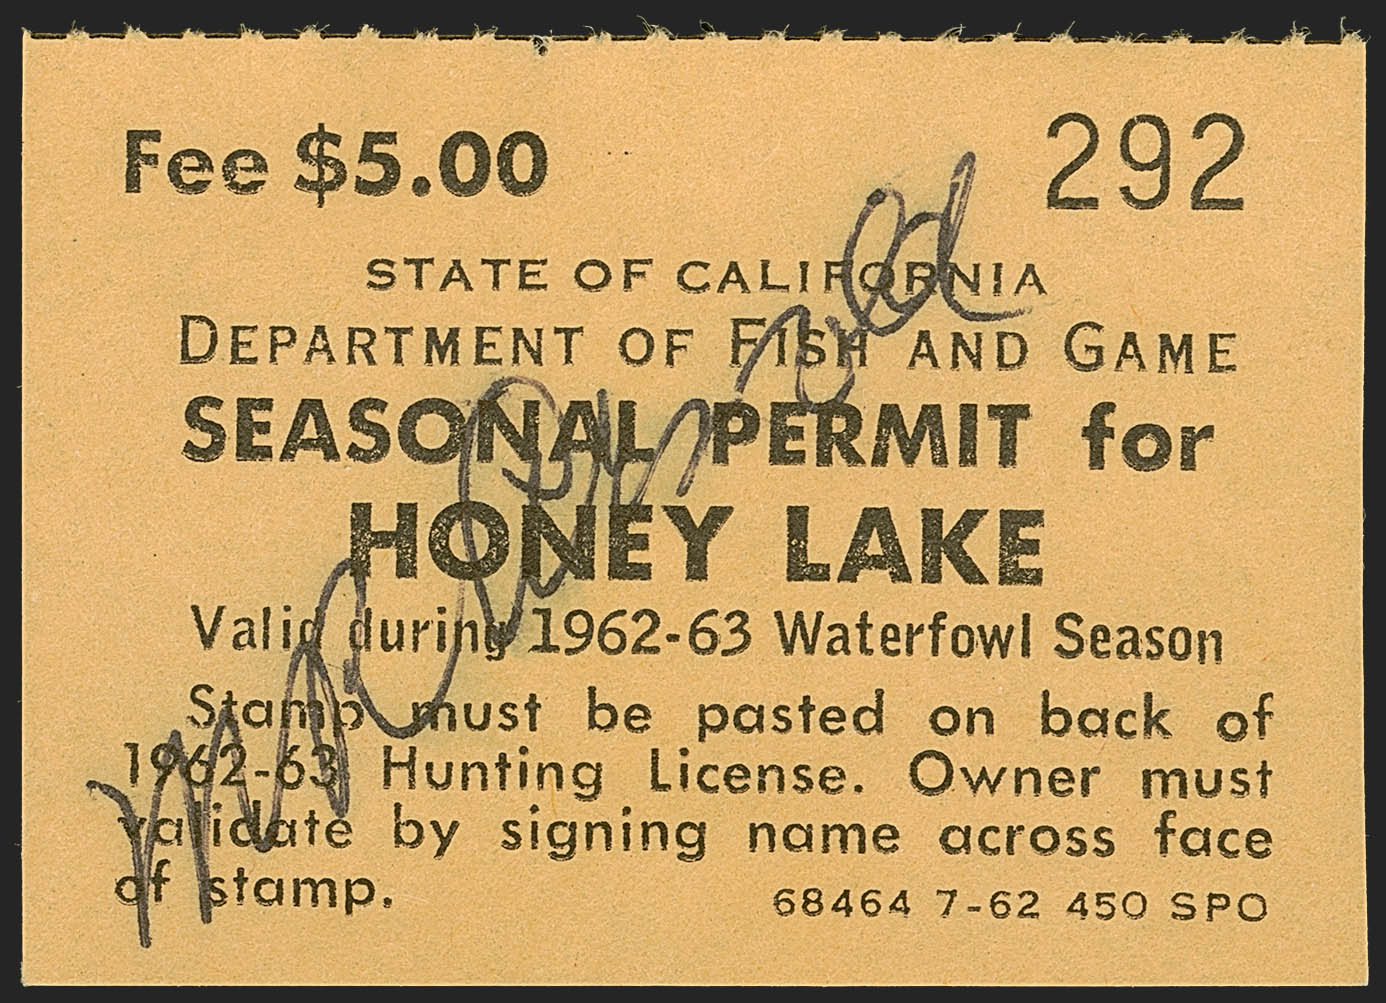 Fee $5.00 292
STATE OF CALIFORNIA
DEPARTMENT OF FISH AND GAME
SEASONAL PERMIT for
HONEY LAKE
Valid during 1962-63 Waterfowl Season
Stamp must be pasted on back of
1962-63 Hunting License. Owner must
validate by signing name across face
of stamp.
68464 7-62 450 SPO